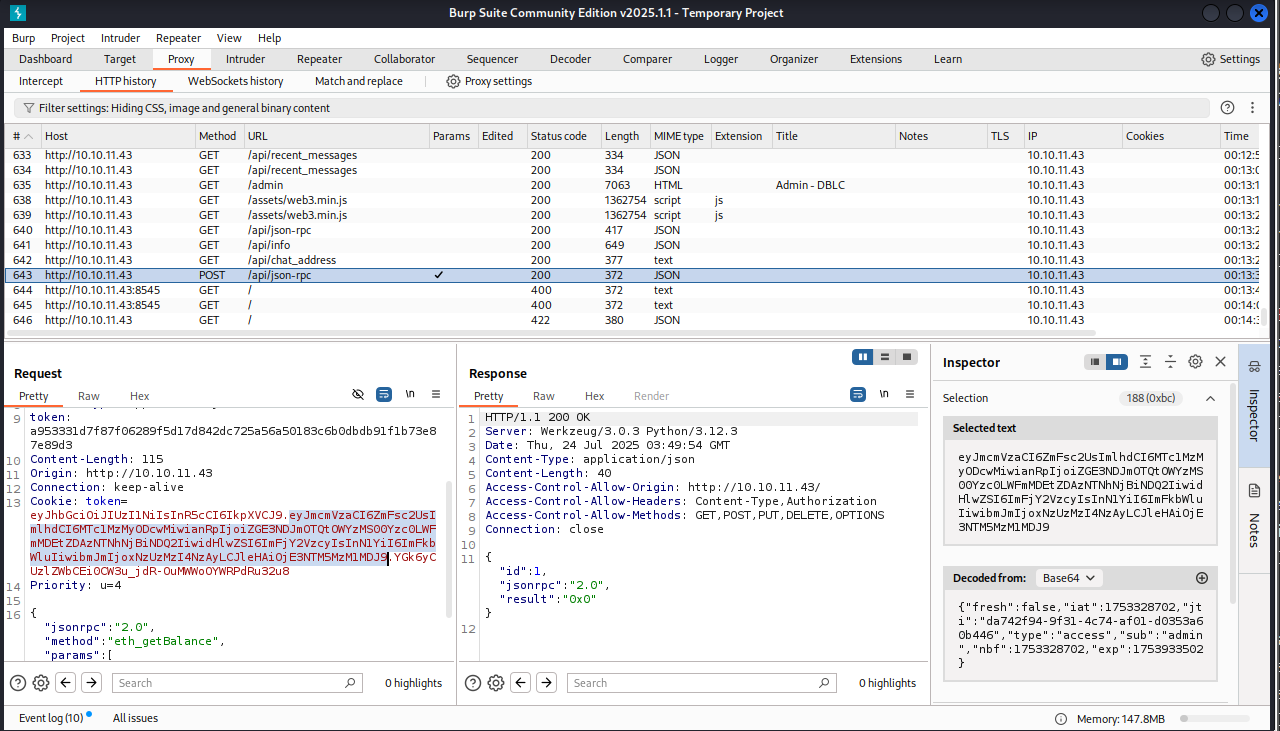 Burp Suite Community Edition v2025.1.1 - Temporary Project
Burp Project Intruder Repeater View Help
Dashboard Target Proxy Intruder Repeater Collaborator Sequencer Decoder Comparer Logger Organizer Extensions Learn Settings
Intercept HTTP history WebSockets history Match and replace Proxy settings
Filter settings: Hiding CSS, image and general binary content
# Host Method URL Params Edited Status code Length MIME type Extension Title Notes TLS IP Cookies Time
633 http://10.10.11.43 GET /api/recent_messages 200 334 JSON 10.10.11.43 00:12:5
634 http://10.10.11.43 GET /api/recent_messages 200 334 JSON 10.10.11.43 00:13:0
635 http://10.10.11.43 GET /admin 200 7063 HTML Admin - DBLC 10.10.11.43 00:13:1
638 http://10.10.11.43 GET /assets/web3.min.js 200 1362754 script js 10.10.11.43 00:13:1
639 http://10.10.11.43 GET /assets/web3.min.js 200 1362754 script js 10.10.11.43 00:13:2
640 http://10.10.11.43 GET /api/json-rpc 200 417 JSON 10.10.11.43 00:13:2
641 http://10.10.11.43 GET /api/info 200 649 JSON 10.10.11.43 00:13:2
642 http://10.10.11.43 GET /api/chat_address 200 377 text 10.10.11.43 00:13:2
643 http://10.10.11.43 POST /api/json-rpc ✓ 200 372 JSON 10.10.11.43 00:13:3
644 http://10.10.11.43:8545 GET / 400 372 text 10.10.11.43 00:13:4
645 http://10.10.11.43:8545 GET / 400 372 text 10.10.11.43 00:14:0
646 http://10.10.11.43 GET / 422 380 JSON 10.10.11.43 00:14:3
Request
Pretty Raw Hex \n
9 token:
a953331d7f87f06289f5d17d842dc725a56a50183c6b0dbdb91f1b73e8
7e89d3
10 Content-Length: 115
11 Origin: http://10.10.11.43
12 Connection: keep-alive
13 Cookie: token=
eyJhbGciOiJIUzI1NiIsInR5cCI6IkpXVCJ9.eyJmcmVzaCI6ZmFsc2UsI
mlhdCI6MTc1MzMyODcwMiwianRpIjoiZGE3NDJmOTQtOWYzMS00Yzc0LWF
mMDEtZDAzNTNhNjBiNDQ2IiwidHlwZSI6ImFjY2VzcyIsInN1YiI6ImFkb
WluIiwibmJmIjoxNzUzMzI4NzAyLCJleHAiOjE3NTM5MzM1MDJ9.YGk6yC
UzlZWbCEi0CW3u_jdR-OuMWWoOYWRPdRu32u8
14 Priority: u=4
15
16 {
"jsonrpc":"2.0",
"method":"eth_getBalance",
"params":[
Search 0 highlights
Response
Pretty Raw Hex Render \n
1 HTTP/1.1 200 OK
2 Server: Werkzeug/3.0.3 Python/3.12.3
3 Date: Thu, 24 Jul 2025 03:49:54 GMT
4 Content-Type: application/json
5 Content-Length: 40
6 Access-Control-Allow-Origin: http://10.10.11.43/
7 Access-Control-Allow-Headers: Content-Type,Authorization
8 Access-Control-Allow-Methods: GET,POST,PUT,DELETE,OPTIONS
9 Connection: close
10
11 {
"id":1,
"jsonrpc":"2.0",
"result":"0x0"
}
12
Search 0 highlights
Inspector
Selection 188 (0xbc)
Selected text
eyJmcmVzaCI6ZmFsc2UsImlhdCI6MTc1MzM
yODcwMiwianRpIjoiZGE3NDJmOTQtOWYzMS
00Yzc0LWFmMDEtZDAzNTNhNjBiNDQ2Iiwid
HlwZSI6ImFjY2VzcyIsInN1YiI6ImFkbWlu
IiwibmJmIjoxNzUzMzI4NzAyLCJleHAiOjE
3NTM5MzM1MDJ9
Decoded from: Base64
{"fresh":false,"iat":1753328702,"jt
i":"da742f94-9f31-4c74-af01-d0353a6
0b446","type":"access","sub":"admin
","nbf":1753328702,"exp":1753933502
}
Inspector
Notes
Event log (10) All issues Memory: 147.8MB